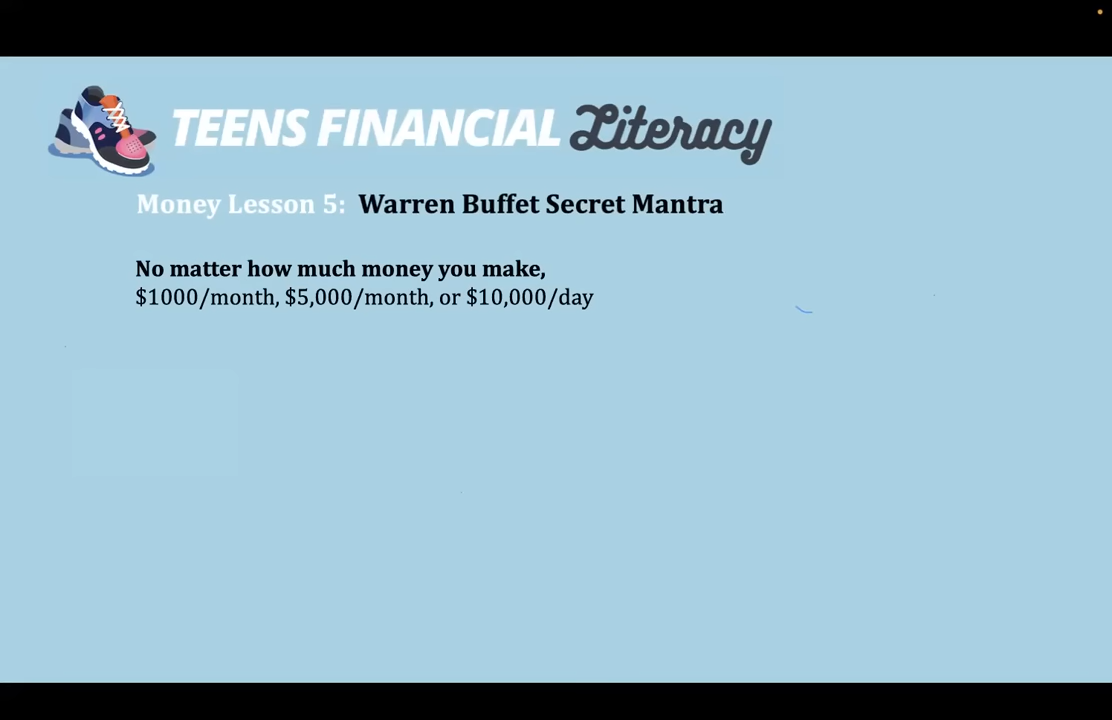 TEENS FINANCIAL Literacy
Money Lesson 5: Warren Buffet Secret Mantra
No matter how much money you make,
$1000/month, $5,000/month, or $10,000/day